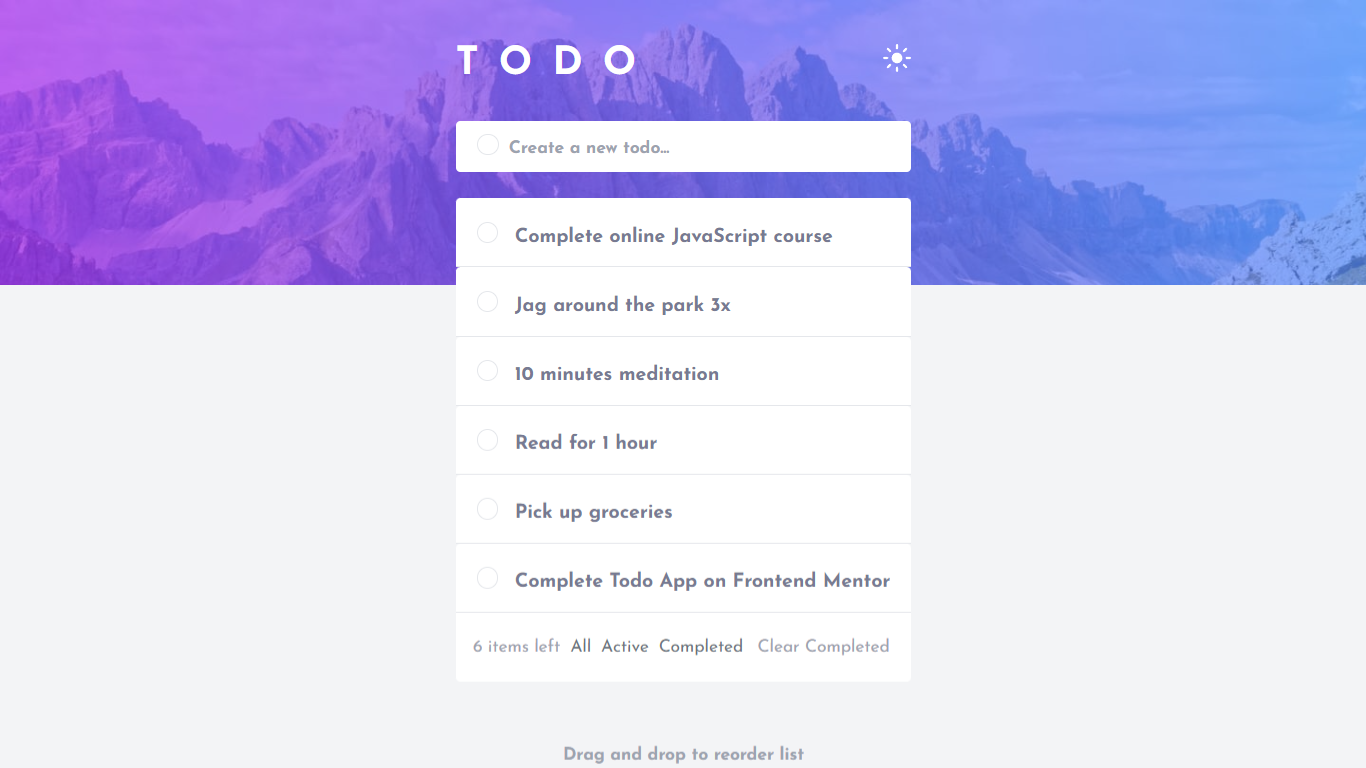 TODO
Create a new todo...
Complete online JavaScript course
Jag around the park 3x
10 minutes meditation
Read for 1 hour
Pick up groceries
Complete Todo App on Frontend Mentor
6 items left All Active Completed Clear Completed
Drag and drop to reorder list